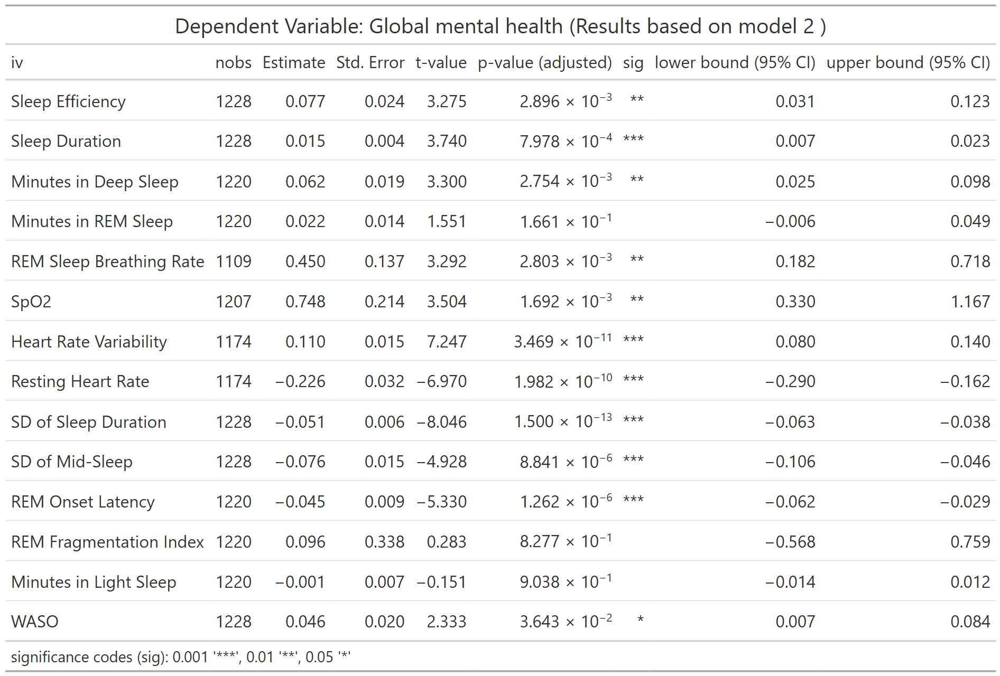 Dependent Variable: Global mental health (Results based on model 2 )
iv nobs Estimate Std. Error t-value p-value (adjusted) sig lower bound (95% CI) upper bound (95% CI)
Sleep Efficiency 1228 0.077 0.024 3.275 2.896 × 10⁻³ ** 0.031 0.123
Sleep Duration 1228 0.015 0.004 3.740 7.978 × 10⁻⁴ *** 0.007 0.023
Minutes in Deep Sleep 1220 0.062 0.019 3.300 2.754 × 10⁻³ ** 0.025 0.098
Minutes in REM Sleep 1220 0.022 0.014 1.551 1.661 × 10⁻¹ −0.006 0.049
REM Sleep Breathing Rate 1109 0.450 0.137 3.292 2.803 × 10⁻³ ** 0.182 0.718
SpO2 1207 0.748 0.214 3.504 1.692 × 10⁻³ ** 0.330 1.167
Heart Rate Variability 1174 0.110 0.015 7.247 3.469 × 10⁻¹¹ *** 0.080 0.140
Resting Heart Rate 1174 −0.226 0.032 −6.970 1.982 × 10⁻¹⁰ *** −0.290 −0.162
SD of Sleep Duration 1228 −0.051 0.006 −8.046 1.500 × 10⁻¹³ *** −0.063 −0.038
SD of Mid-Sleep 1228 −0.076 0.015 −4.928 8.841 × 10⁻⁶ *** −0.106 −0.046
REM Onset Latency 1220 −0.045 0.009 −5.330 1.262 × 10⁻⁶ *** −0.062 −0.029
REM Fragmentation Index 1220 0.096 0.338 0.283 8.277 × 10⁻¹ −0.568 0.759
Minutes in Light Sleep 1220 −0.001 0.007 −0.151 9.038 × 10⁻¹ −0.014 0.012
WASO 1228 0.046 0.020 2.333 3.643 × 10⁻² * 0.007 0.084
significance codes (sig): 0.001 '***', 0.01 '**', 0.05 '*'